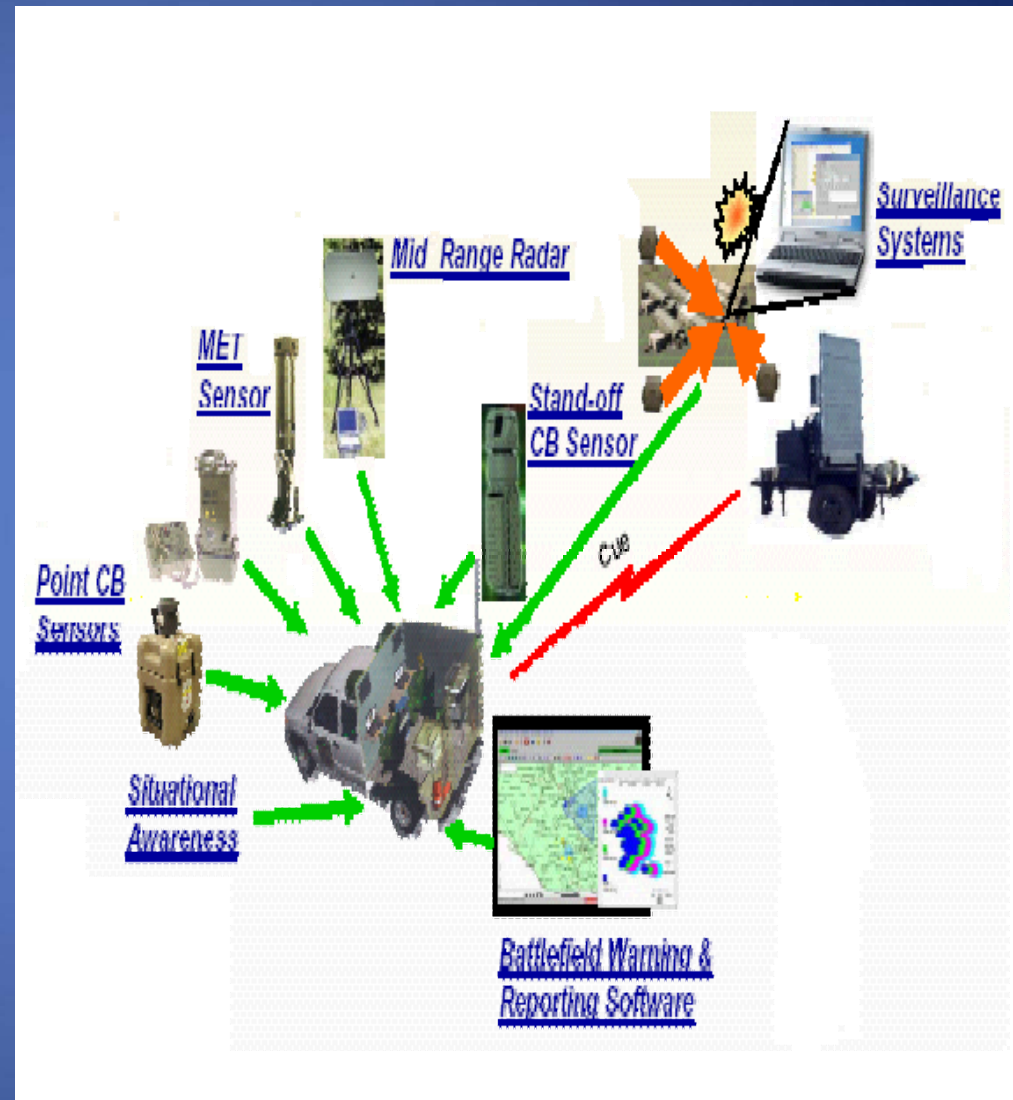 Surveillance
Systems
Mid Range Radar
MET
Sensor
Stand-off
CB Sensor
Cue
Point CB
Sensors
Situational
Awareness
Battlefield Warning &
Reporting Software